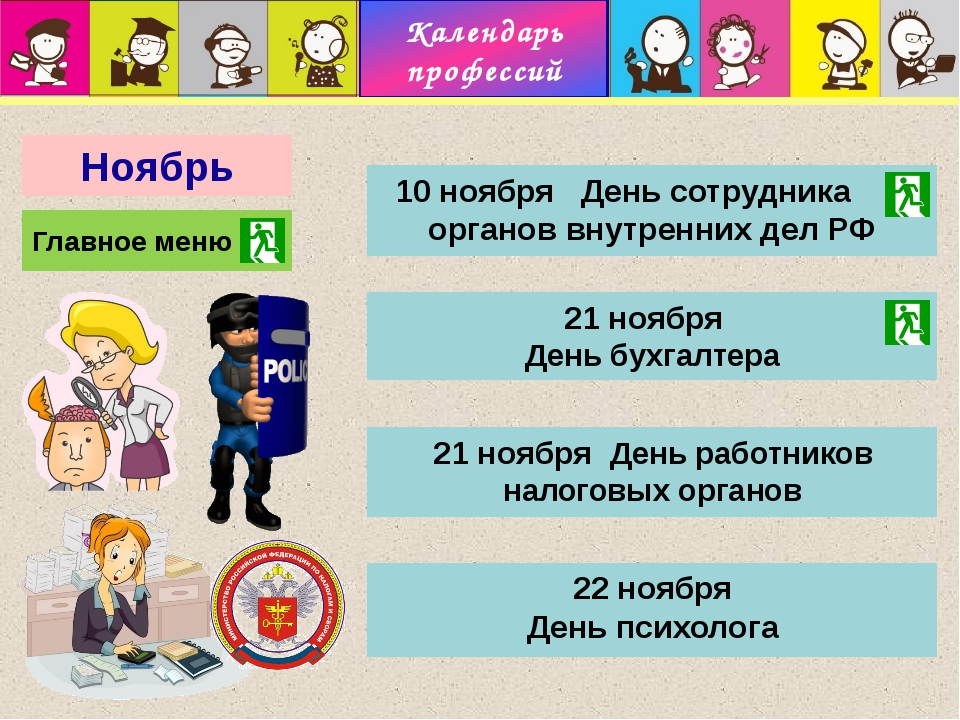 Календарь
профессий
Ноябрь
Главное меню
10 ноября День сотрудника
органов внутренних дел РФ
21 ноября
День бухгалтера
21 ноября День работников
налоговых органов
22 ноября
День психолога
POLIC
МИНИСТЕРСТВО РОССИЙСКОЙ ФЕДЕРАЦИИ ПО НАЛОГАМ И СБОРАМ